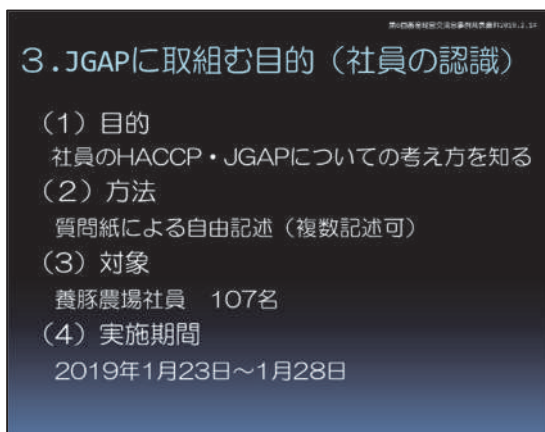 3.JGAPに取組む目的（社員の認識）
（1）目的
社員のHACCP・JGAPについての考え方を知る
（2）方法
質問紙による自由記述（複数記述可）
（3）対象
養豚農場社員　107名
（4）実施期間
2019年1月23日～1月28日